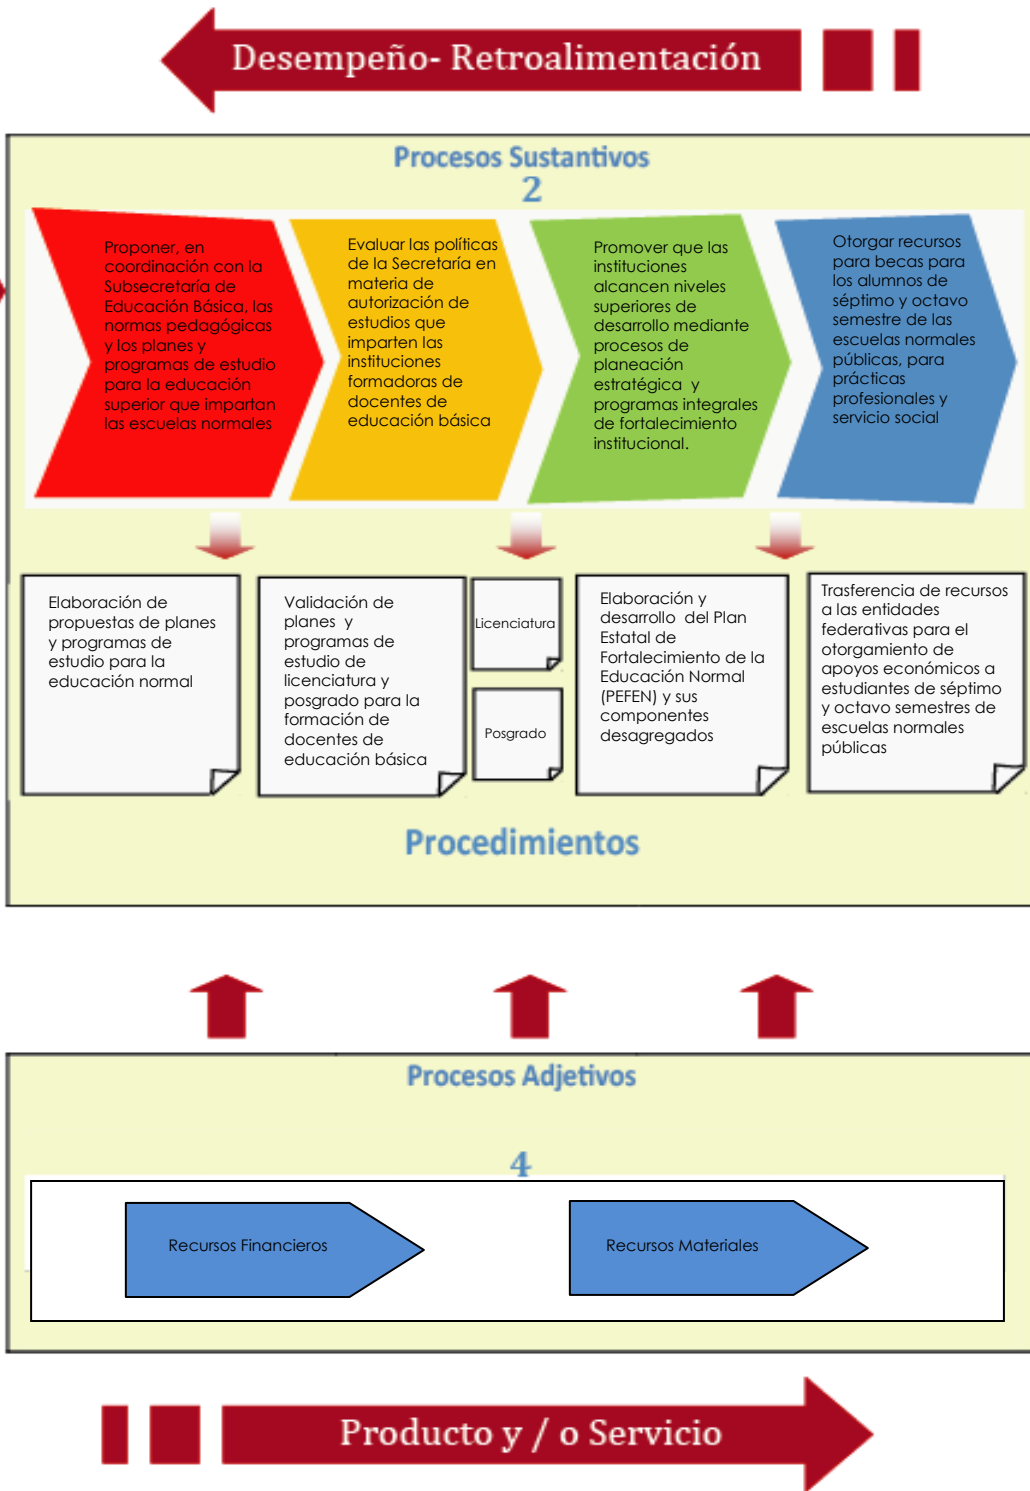 Desempeño- Retroalimentación
Procesos Sustantivos
2
Proponer, en
coordinación con la
Subsecretaría de
Educación Básica, las
normas pedagógicas
y los planes y
programas de estudio
para la educación
superior que impartan
las escuelas normales
Evaluar las políticas
de la Secretaría en
materia de
autorización de
estudios que
imparten las
instituciones
formadoras de
docentes de
educación básica
Promover que las
instituciones
alcancen niveles
superiores de
desarrollo mediante
procesos de
planeación
estratégica y
programas integrales
de fortalecimiento
institucional.
Otorgar recursos
para becas para
los alumnos de
séptimo y octavo
semestre de las
escuelas normales
públicas, para
prácticas
profesionales y
servicio social
Elaboración de
propuestas de planes
y programas de
estudio para la
educación normal
Validación de
planes y
programas de
estudio de
licenciatura y
posgrado para la
formación de
docentes de
educación básica
Licenciatura
Posgrado
Elaboración y
desarrollo del Plan
Estatal de
Fortalecimiento de la
Educación Normal
(PEFEN) y sus
componentes
desagregados
Trasferencia de recursos
a las entidades
federativas para el
otorgamiento de
apoyos económicos a
estudiantes de séptimo
y octavo semestres de
escuelas normales
públicas
Procedimientos
Procesos Adjetivos
4
Recursos Financieros
Recursos Materiales
Producto y / o Servicio